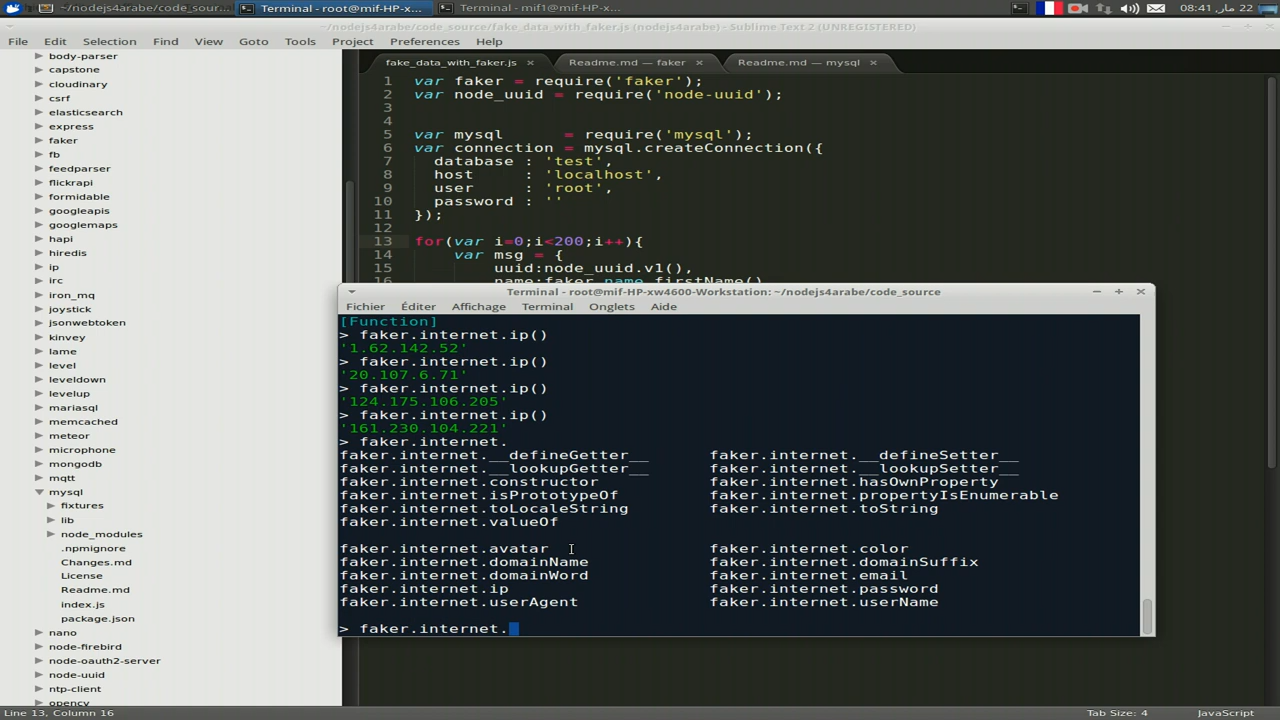 ~/nodejs4arabe/code_sour...
Terminal - root@mif-HP-x...
Terminal - mif1@mif-HP-xw4600-...
22 مار, 08:41
~/nodejs4arabe/code_source/fake_data_with_faker.js (nodejs4arabe) - Sublime Text 2 (UNREGISTERED)
File Edit Selection Find View Goto Tools Project Preferences Help
body-parser
capstone
cloudinary
csrf
elasticsearch
express
faker
fb
feedparser
flickrapi
formidable
googleapis
googlemaps
hapi
hiredis
ip
irc
iron_mq
joystick
jsonwebtoken
kinvey
lame
level
leveldown
levelup
mariasql
memcached
meteor
microphone
mongodb
mqtt
mysql
fixtures
lib
node_modules
.npmignore
Changes.md
License
Readme.md
index.js
package.json
nano
node-firebird
node-oauth2-server
node-uuid
ntp-client
opencv
fake_data_with_faker.js × Readme.md — faker × Readme.md — mysql ×
1 var faker = require('faker');
2 var node_uuid = require('node-uuid');
3
4
5 var mysql      = require('mysql');
6 var connection = mysql.createConnection({
7   database : 'test',
8   host     : 'localhost',
9   user     : 'root',
10   password : ''
11 });
12
13 for(var i=0;i<200;i++){
14     var msg = {
15         uuid:node_uuid.v1(),
16         name:faker.name.firstName()
Terminal - root@mif-HP-xw4600-Workstation: ~/nodejs4arabe/code_source
Fichier Éditer Affichage Terminal Onglets Aide
[Function]
> faker.internet.ip()
'1.62.142.52'
> faker.internet.ip()
'20.107.6.71'
> faker.internet.ip()
'124.175.106.205'
> faker.internet.ip()
'161.230.104.221'
> faker.internet.
faker.internet.__defineGetter__ faker.internet.__defineSetter__
faker.internet.__lookupGetter__ faker.internet.__lookupSetter__
faker.internet.constructor faker.internet.hasOwnProperty
faker.internet.isPrototypeOf faker.internet.propertyIsEnumerable
faker.internet.toLocaleString faker.internet.toString
faker.internet.valueOf
faker.internet.avatar faker.internet.color
faker.internet.domainName faker.internet.domainSuffix
faker.internet.domainWord faker.internet.email
faker.internet.ip faker.internet.password
faker.internet.userAgent faker.internet.userName
> faker.internet.
Line 13, Column 16
Tab Size: 4
JavaScript